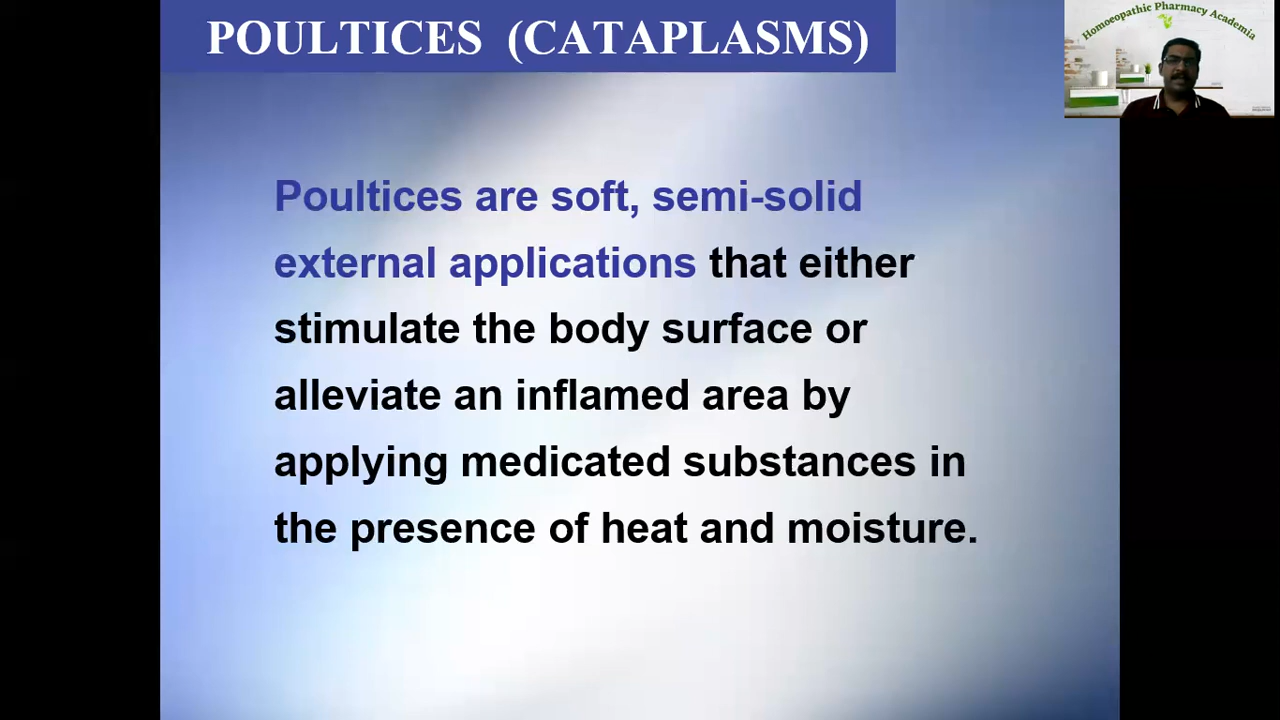 POULTICES (CATAPLASMS)
Homoeopathic Pharmacy Academia
Poultices are soft, semi-solid
external applications that either
stimulate the body surface or
alleviate an inflamed area by
applying medicated substances in
the presence of heat and moisture.